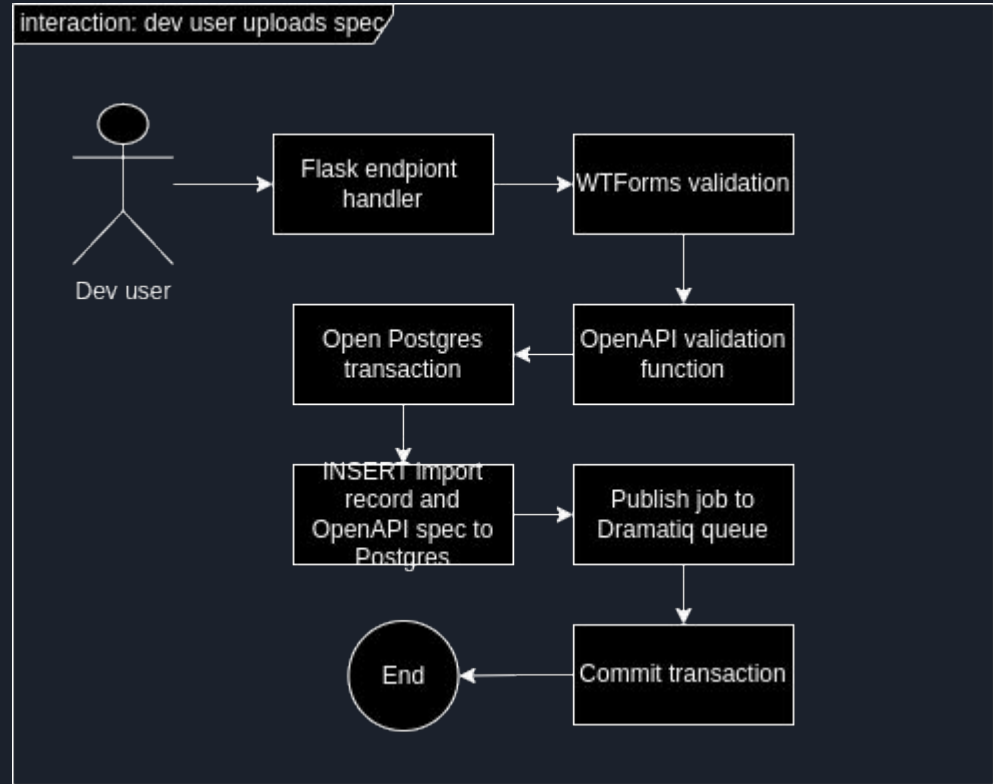 interaction: dev user uploads spec
Flask endpiont
handler
WTForms validation
Dev user
Open Postgres
transaction
OpenAPI validation
function
INSERT import
record and
OpenAPI spec to
Postgres
Publish job to
Dramatiq queue
End
Commit transaction